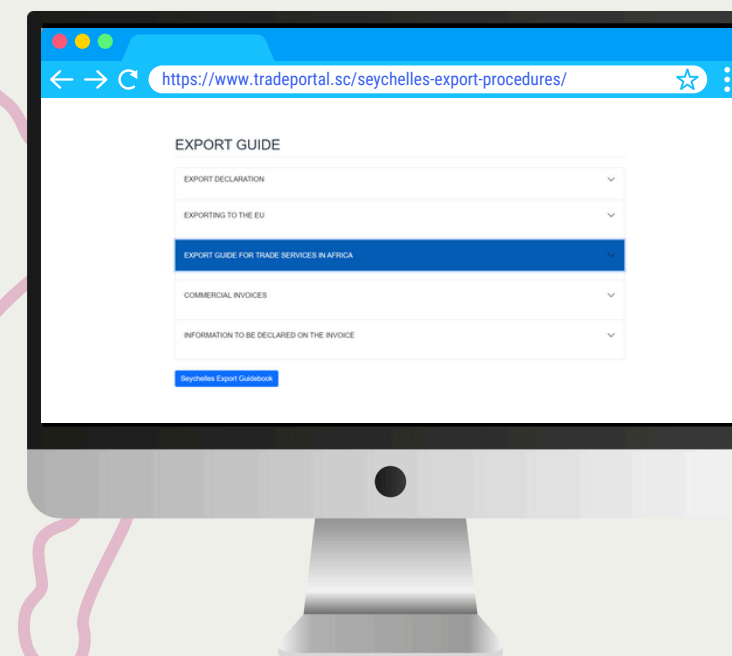 https://www.tradeportal.sc/seychelles-export-procedures/
EXPORT GUIDE
EXPORT DECLARATION
EXPORTING TO THE EU
EXPORT GUIDE FOR TRADE SERVICES IN AFRICA
COMMERCIAL INVOICES
INFORMATION TO BE DECLARED ON THE INVOICE
Seychelles Export Guidebook